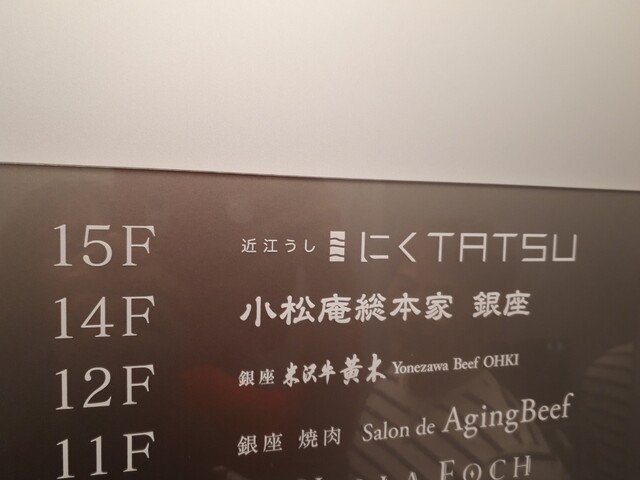 15F 近江うし にくTATSU
14F 小松庵総本家 銀座
12F 銀座 米沢牛黄木 Yonezawa Beef OHKI
11F 銀座 焼肉 Salon de AgingBeef
FOCH